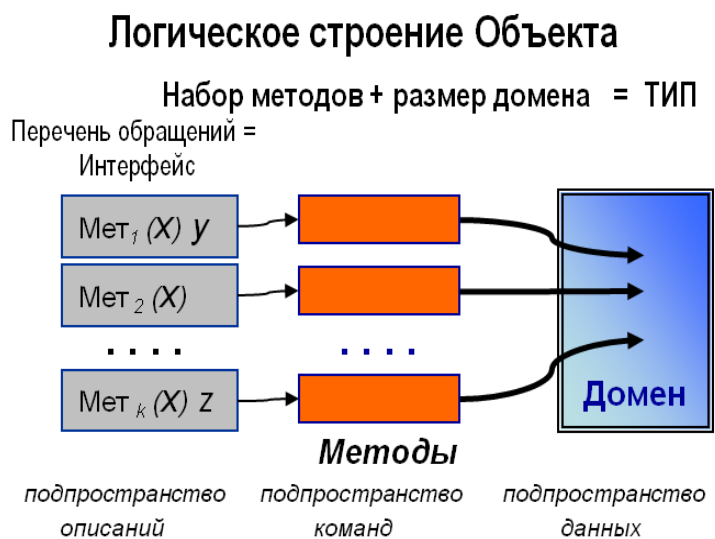 Логическое строение Объекта
Набор методов + размер домена = ТИП
Перечень обращений =
Интерфейс
Мет1 (X) y
Мет 2 (X)
. . . .
. . . .
Мет k (X) z
Домен
Методы
подпространство описаний
подпространство команд
подпространство данных